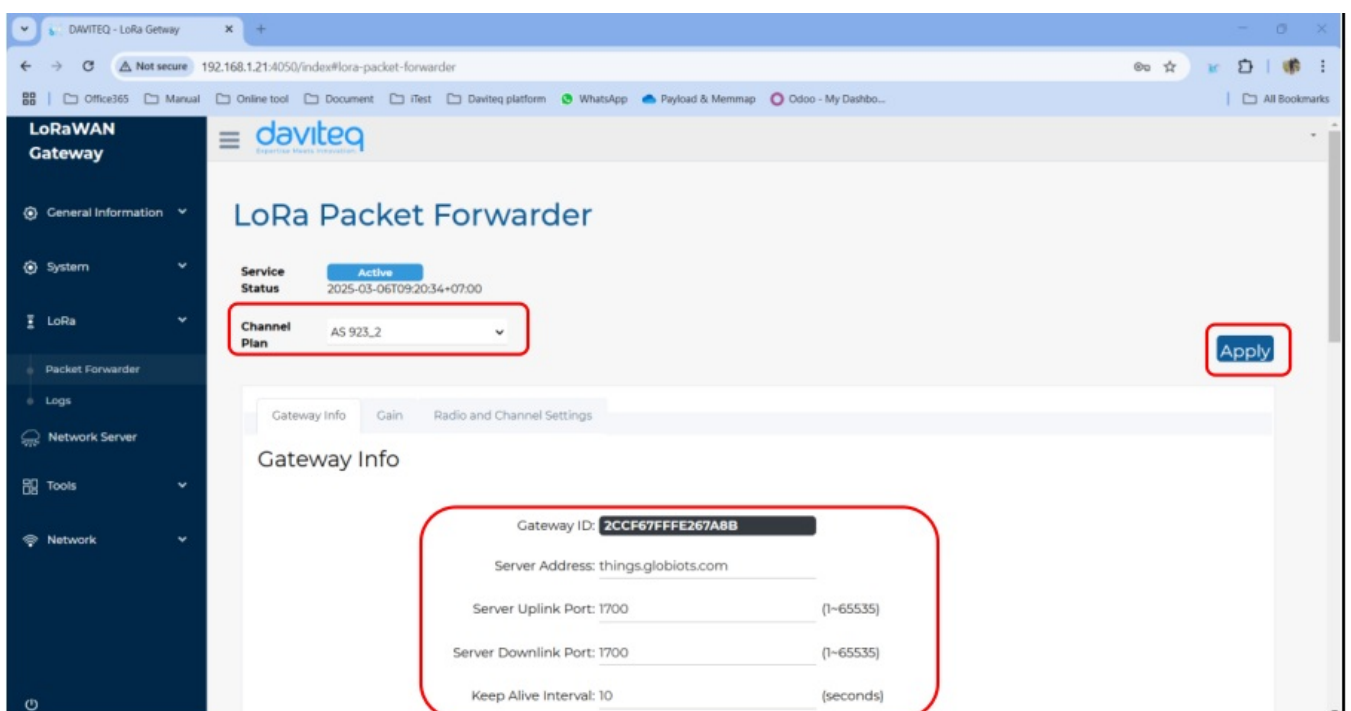 DAVITEQ - LoRa Getway
Not secure 192.168.1.21:4050/index#lora-packet-forwarder
Office365 Manual Online tool Document iTest Daviteq platform WhatsApp Payload & Memmap Odoo - My Dashbo... All Bookmarks
LoRaWAN
Gateway
daviteq
Expertise Meets Innovation
General Information
System
LoRa
Packet Forwarder
Logs
Network Server
Tools
Network
LoRa Packet Forwarder
Service
Status
Active
2025-03-06T09:20:34+07:00
Channel
Plan
AS 923_2
Apply
Gateway Info Gain Radio and Channel Settings
Gateway Info
Gateway ID: 2CCF67FFFE267A8B
Server Address: things.globiots.com
Server Uplink Port: 1700 (1~65535)
Server Downlink Port: 1700 (1~65535)
Keep Alive Interval: 10 (seconds)